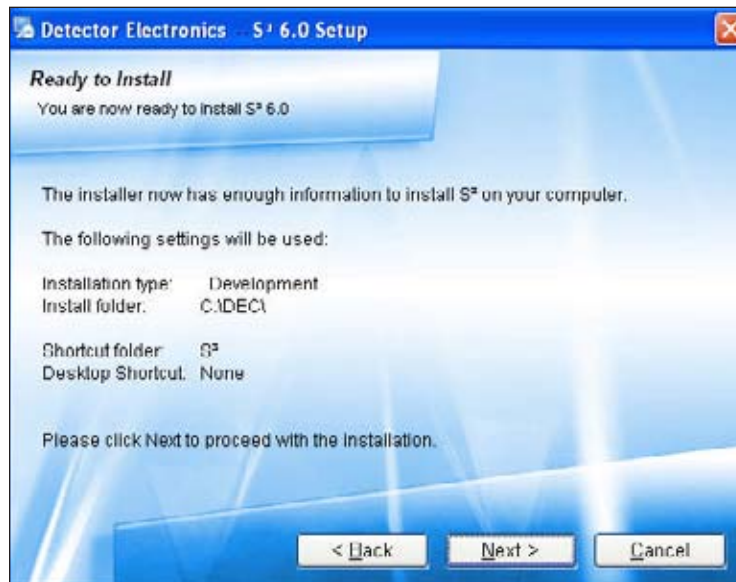 Detector Electronics - S³ 6.0 Setup
Ready to Install
You are now ready to install S³ 6.0
The installer now has enough information to install S³ on your computer.
The following settings will be used:
Installation type: Development
Install folder: C:\DEC\
Shortcut folder: S³
Desktop Shortcut: None
Please click Next to proceed with the installation.
< Back Next > Cancel